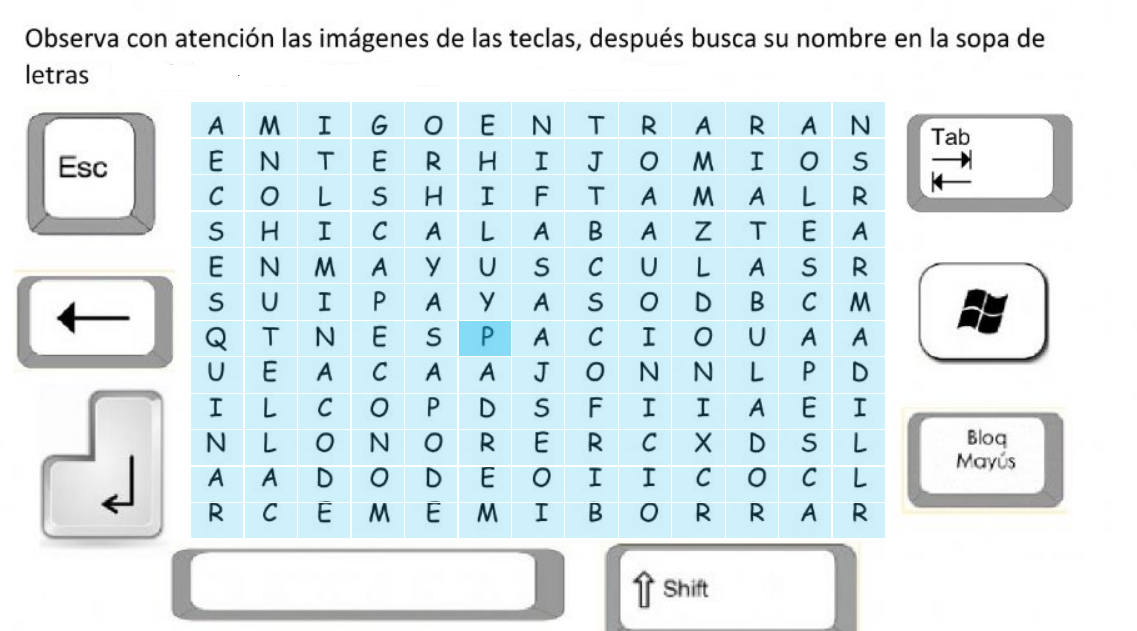 Observa con atención las imágenes de las teclas, después busca su nombre en la sopa de
letras
Esc
A M I G O E N T R A R A N
E N T E R H I J O M I O S
C O L S H I F T A M A L R
S H I C A L A B A Z T E A
E N M A Y U S C U L A S R
S U I P A Y A S O D B C M
Q T N E S P A C I O U A A
U E A C A A J O N N L P D
I L C O P D S F I I A E I
N L O N O R E R C X D S L
A A D O D E O I I C O C L
R C E M E M I B O R R A R
Tab
Bloq
Mayús
Shift